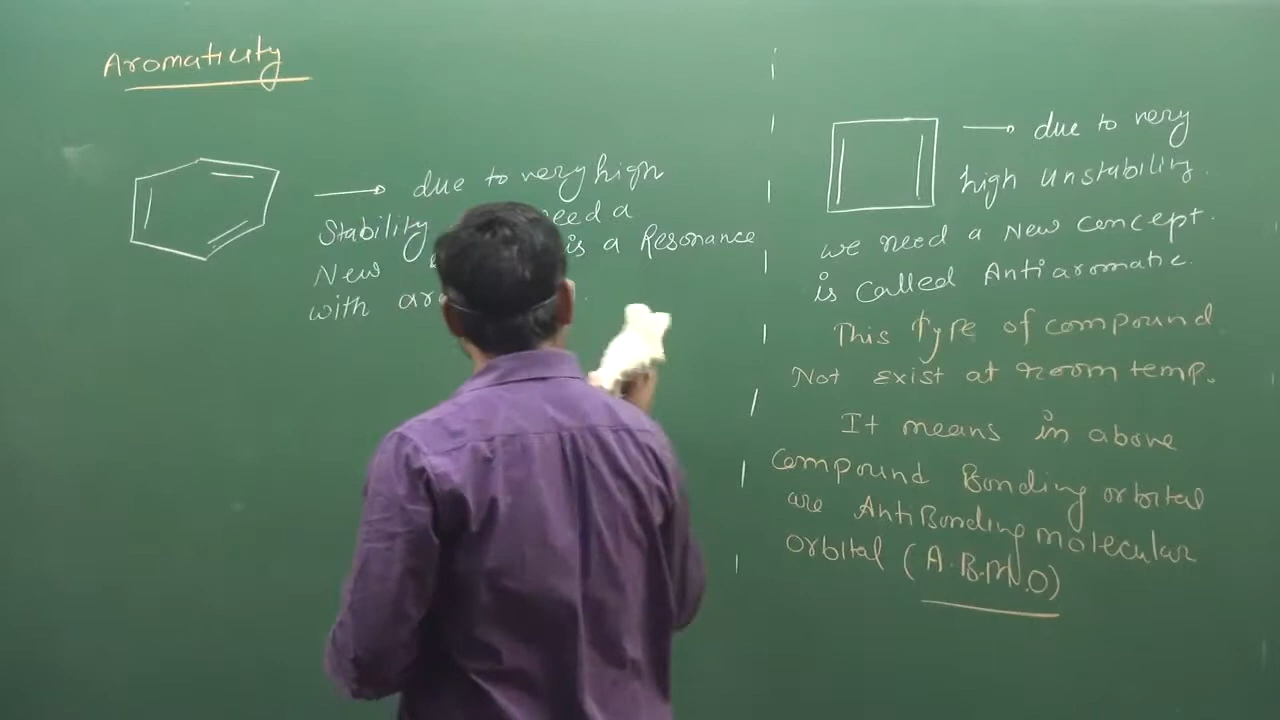 Aromaticity
due to very high
Stability need a
New is a Resonance
with
due to very
high unstability.
we need a New concept.
is called Antiaromatic.
This type of compound
Not exist at room temp.
It means in above
compound Bonding orbital
are AntiBonding molecular
orbital (A.B.M.O)